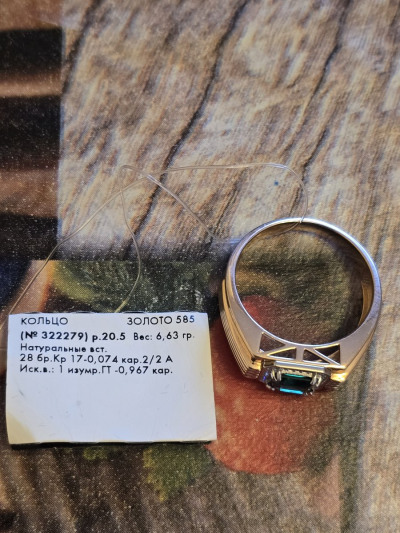 КОЛЬЦО ЗОЛОТО 585
(№ 322279) р.20.5 Вес: 6,63 гр.
Натуральные вст.
28 бр.Кр 17-0,074 кар.2/2 А
Иск.в.: 1 изумр.ГТ -0,967 кар.